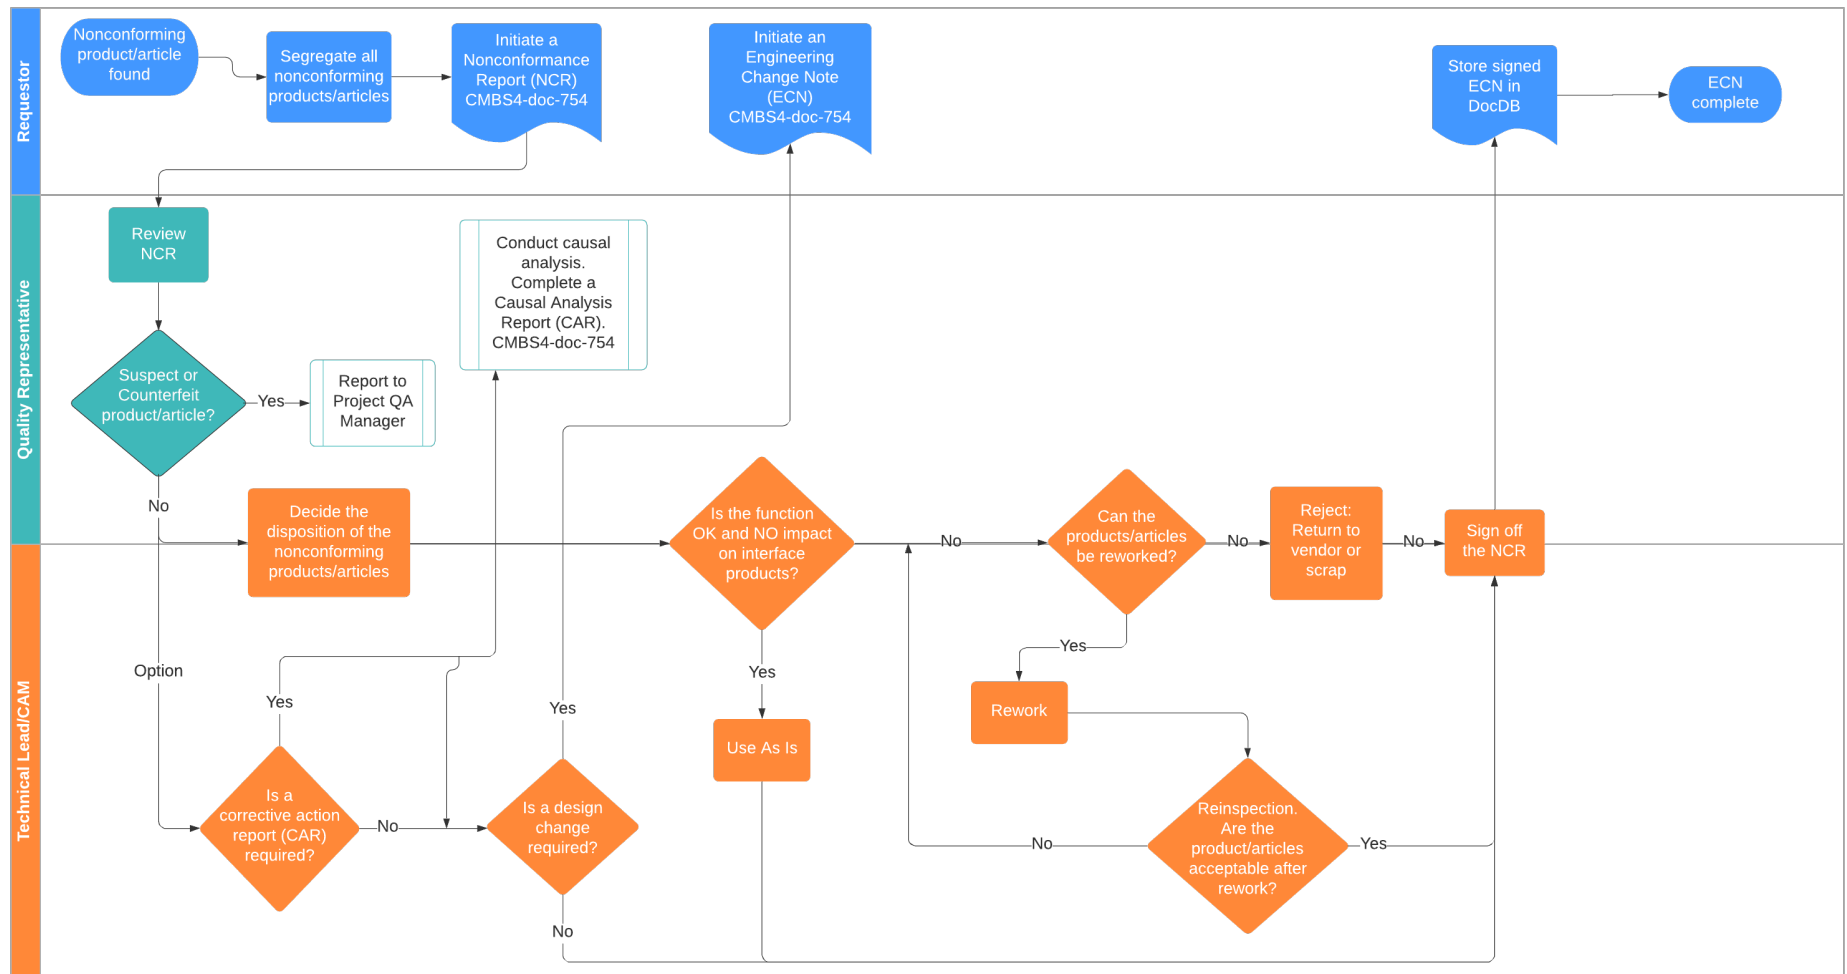 Requestor
Nonconforming
product/article
found
Segregate all
nonconforming
products/articles
Initiate a
Nonconformance
Report (NCR)
CMBS4-doc-754
Initiate an
Engineering
Change Note
(ECN)
CMBS4-doc-754
Store signed
ECN in
DocDB
ECN
complete
Quality Representative
Review
NCR
Suspect or
Counterfeit
product/article?
Yes
Report to
Project QA
Manager
Conduct causal
analysis.
Complete a
Causal Analysis
Report (CAR).
CMBS4-doc-754
No
Decide the
disposition of the
nonconforming
products/articles
Is the function
OK and NO impact
on interface
products?
No
Can the
products/articles
be reworked?
No
Reject:
Return to
vendor or
scrap
No
Sign off
the NCR
Technical Lead/CAM
Option
Yes
Is a
corrective action
report (CAR)
required?
No
Yes
Is a design
change
required?
No
Yes
Use As Is
Yes
Rework
Reinspection.
Are the
product/articles
acceptable after
rework?
No
Yes